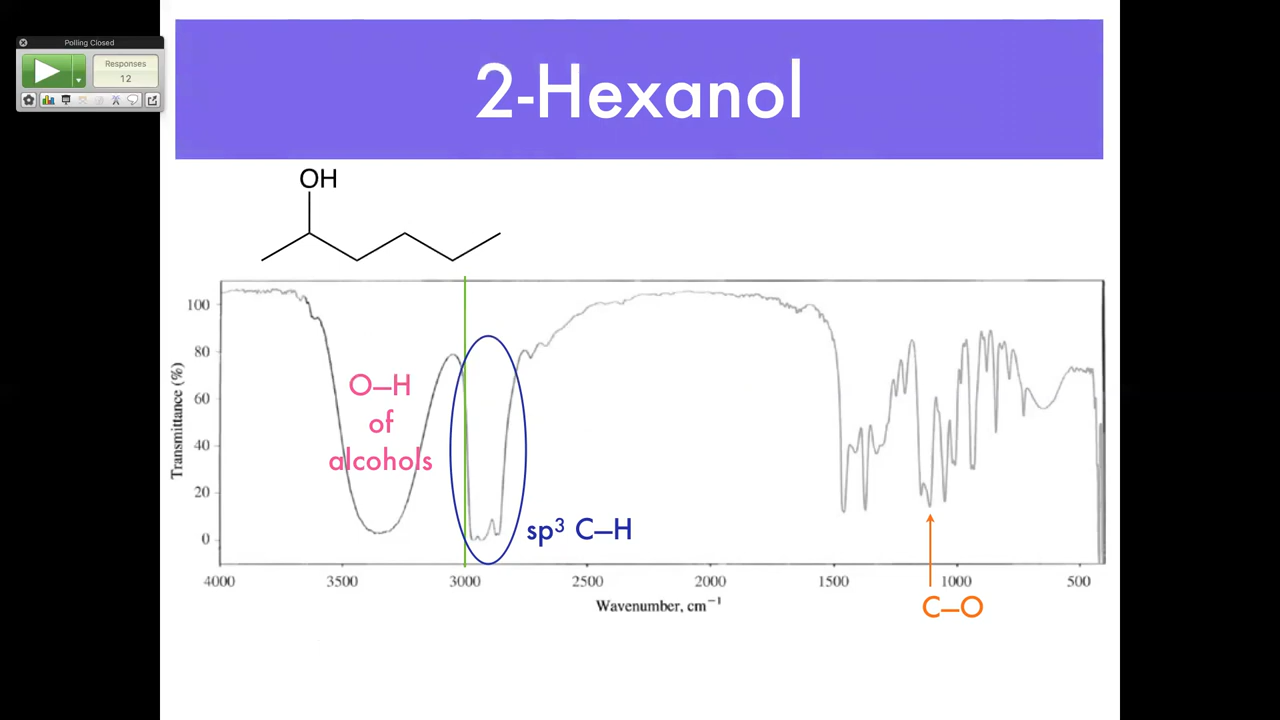 Polling Closed
Responses
12
2-Hexanol
OH
100
80
60
40
20
0
Transmittance (%)
O—H
of
alcohols
sp³ C—H
4000 3500 3000 2500 2000 1500 1000 500
Wavenumber, cm⁻¹
C—O